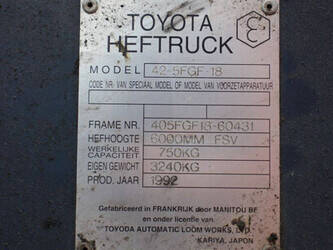 TOYOTA
HEFTRUCK
MODEL 42-5FGF-18
CODE NR. VAN SPECIAAL MODEL OF MODEL VAN VOORZETAPPARATUUR
FRAME NR. 405FGF18-60431
HEFHOOGTE 6000MM FSV
WERKELIJKE CAPACITEIT 750KG
EIGEN GEWICHT 3240KG
PROD. JAAR 1992
Gefabriceerd in FRANKRIJK door MANITOU BF
en onder licentie van
TOYODA AUTOMATIC LOOM WORKS, LTD.
KARIYA, JAPON